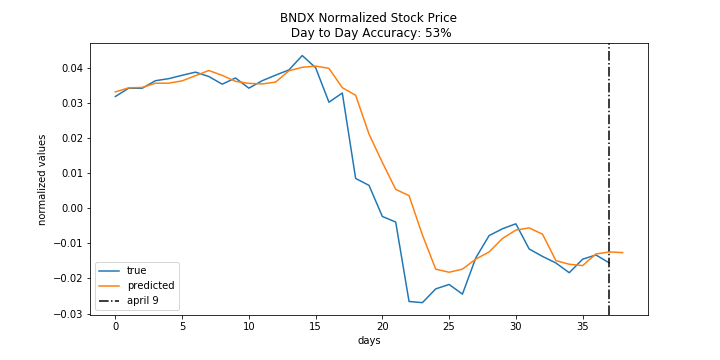 BNDX Normalized Stock Price
Day to Day Accuracy: 53%
0.04
0.03
0.02
0.01
0.00
−0.01
−0.02
−0.03
normalized values
true
predicted
april 9
0 5 10 15 20 25 30 35
days